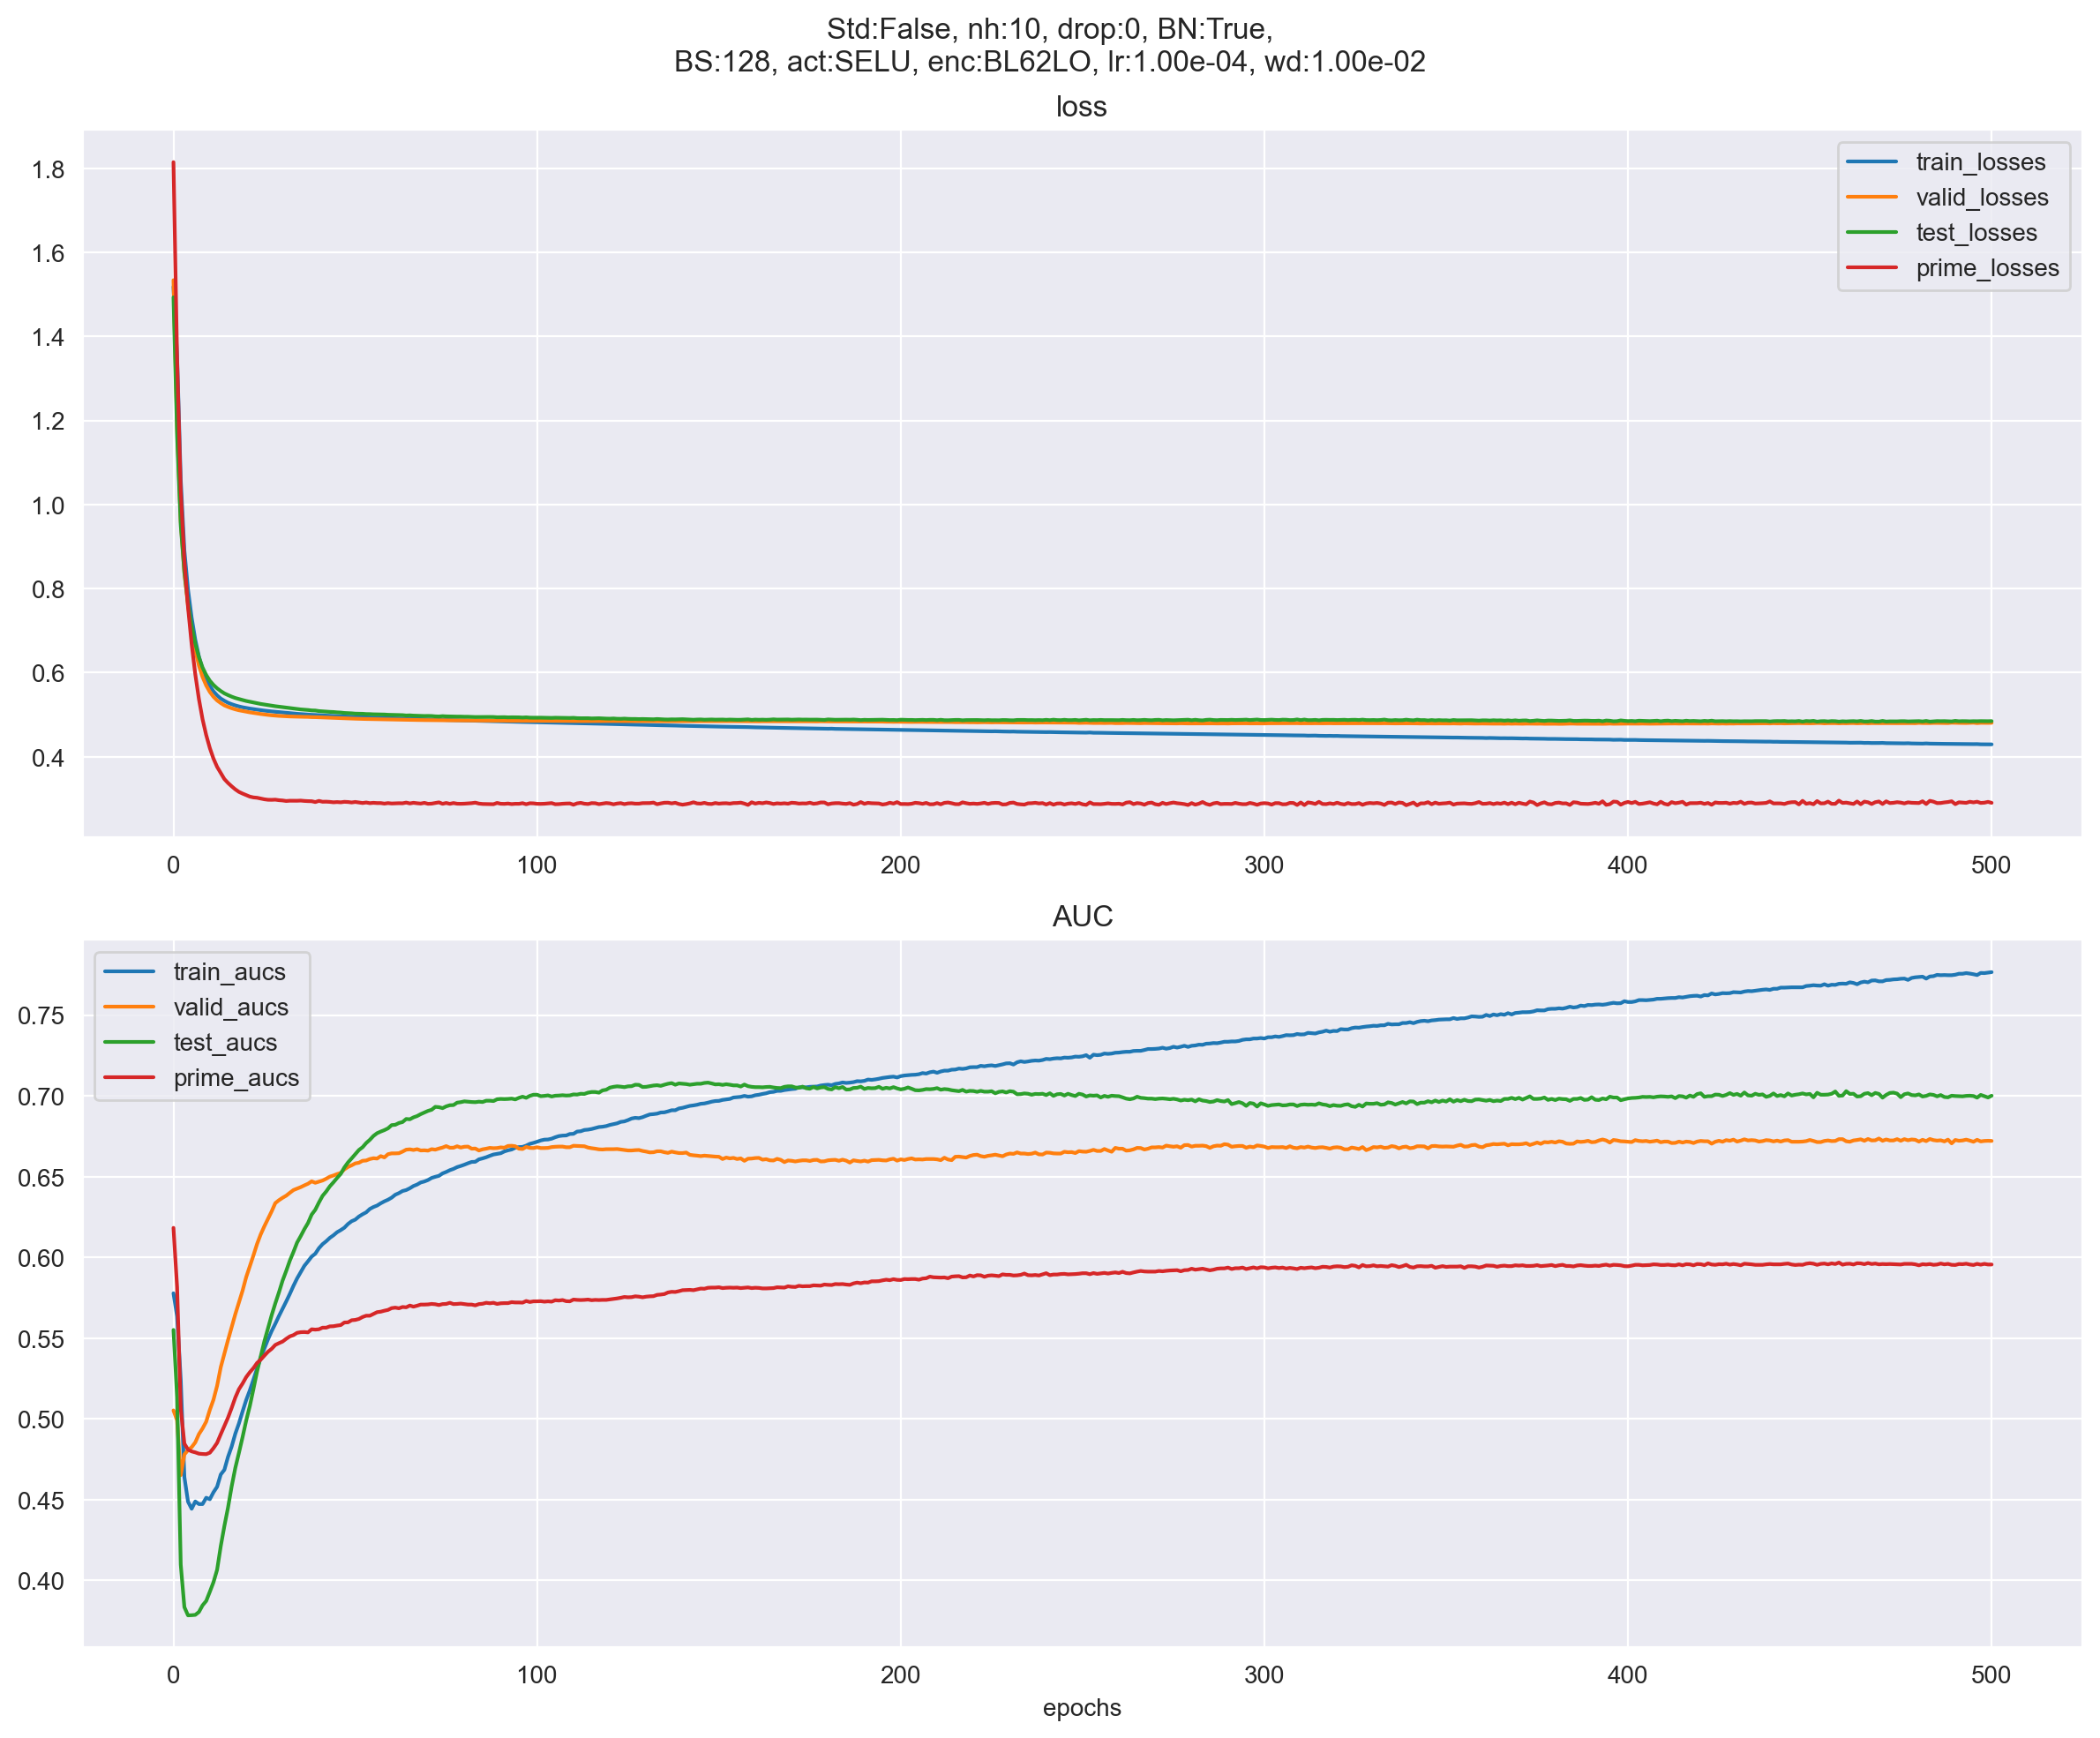 Std:False, nh:10, drop:0, BN:True,
BS:128, act:SELU, enc:BL62LO, lr:1.00e-04, wd:1.00e-02
loss
1.8
1.6
1.4
1.2
1.0
0.8
0.6
0.4
train_losses
valid_losses
test_losses
prime_losses
0 100 200 300 400 500
AUC
0.75
0.70
0.65
0.60
0.55
0.50
0.45
0.40
train_aucs
valid_aucs
test_aucs
prime_aucs
0 100 200 300 400 500
epochs